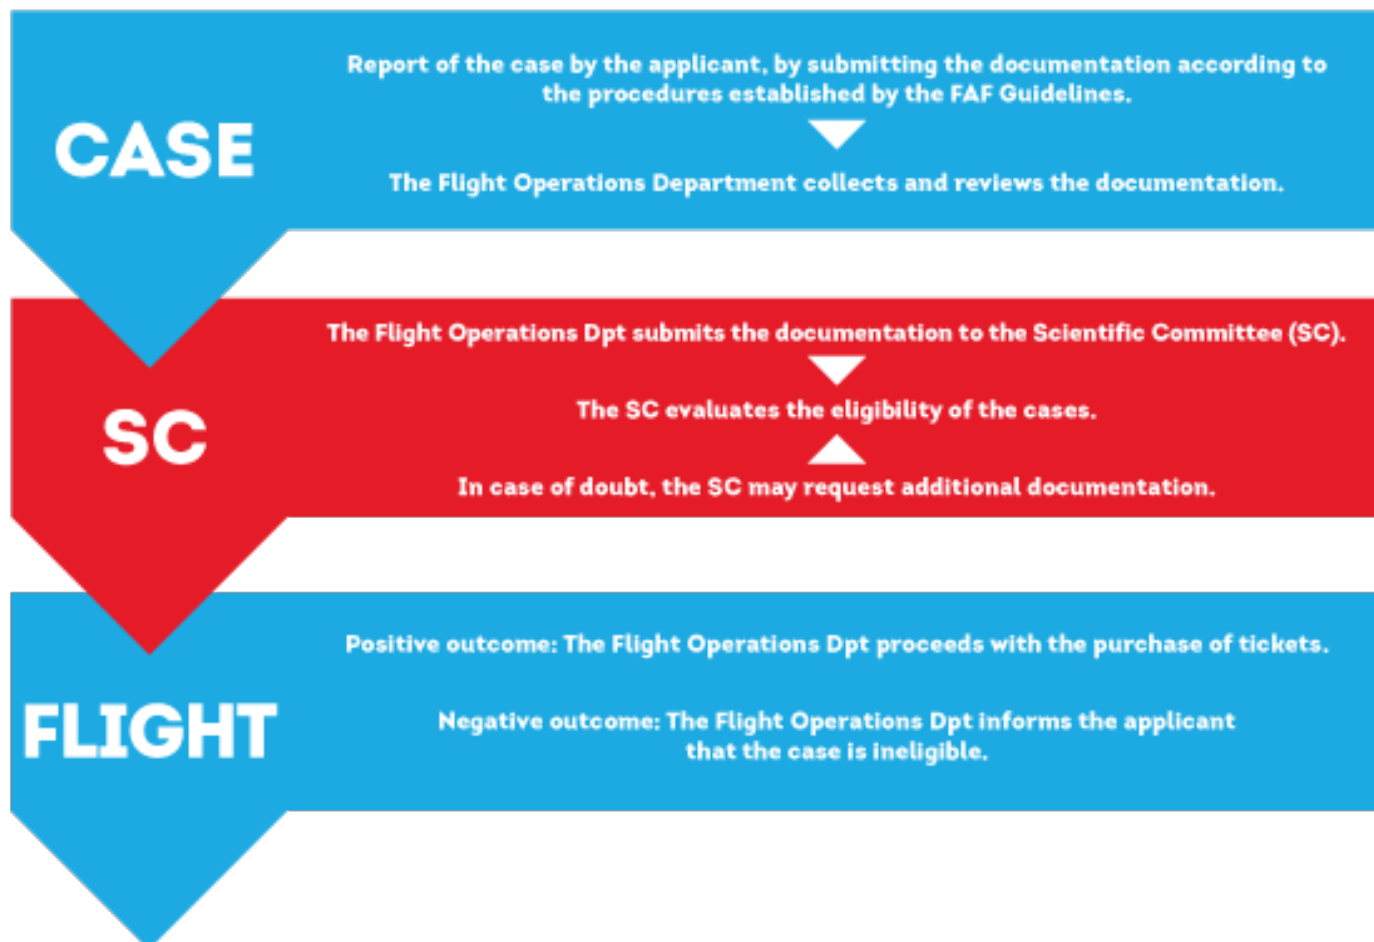 CASE
Report of the case by the applicant, by submitting the documentation according to
the procedures established by the FAF Guidelines.
The Flight Operations Department collects and reviews the documentation.
SC
The Flight Operations Dpt submits the documentation to the Scientific Committee (SC).
The SC evaluates the eligibility of the cases.
In case of doubt, the SC may request additional documentation.
FLIGHT
Positive outcome: The Flight Operations Dpt proceeds with the purchase of tickets.
Negative outcome: The Flight Operations Dpt informs the applicant
that the case is ineligible.